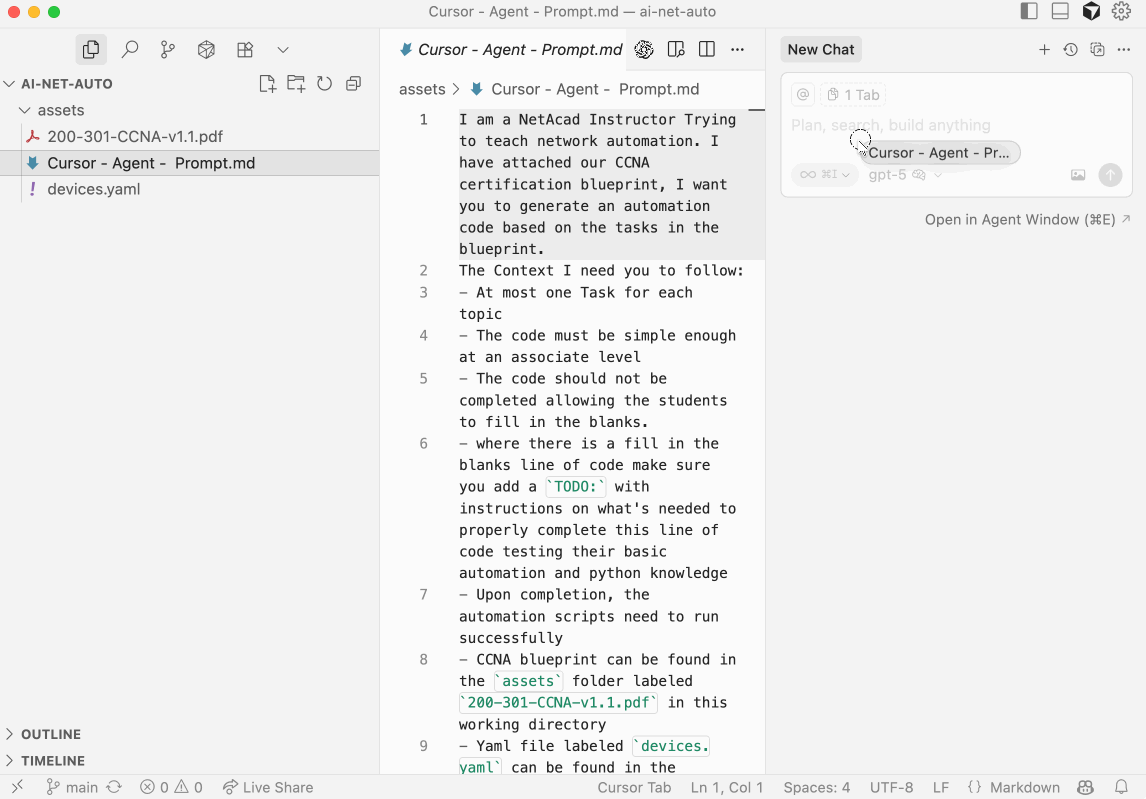 Cursor - Agent - Prompt.md — ai-net-auto
AI-NET-AUTO
assets
200-301-CCNA-v1.1.pdf
Cursor - Agent -  Prompt.md
devices.yaml
OUTLINE
TIMELINE
Cursor - Agent - Prompt.md
assets > Cursor - Agent -  Prompt.md
1 I am a NetAcad Instructor Trying
to teach network automation. I
have attached our CCNA
certification blueprint, I want
you to generate an automation
code based on the tasks in the
blueprint.
2 The Context I need you to follow:
3 - At most one Task for each
topic
4 - The code must be simple enough
at an associate level
5 - The code should not be
completed allowing the students
to fill in the blanks.
6 - where there is a fill in the
blanks line of code make sure
you add a `TODO:` with
instructions on what's needed to
properly complete this line of
code testing their basic
automation and python knowledge
7 - Upon completion, the
automation scripts need to run
successfully
8 - CCNA blueprint can be found in
the `assets` folder labeled
`200-301-CCNA-v1.1.pdf` in this
working directory
9 - Yaml file labeled `devices.
yaml` can be found in the
New Chat
@ 1 Tab
Plan, search, build anything
Cursor - Agent - Pr...
∞ ⌘I gpt-5
Open in Agent Window (⌘E) ↗
main 0 0 Live Share
Cursor Tab Ln 1, Col 1 Spaces: 4 UTF-8 LF {} Markdown